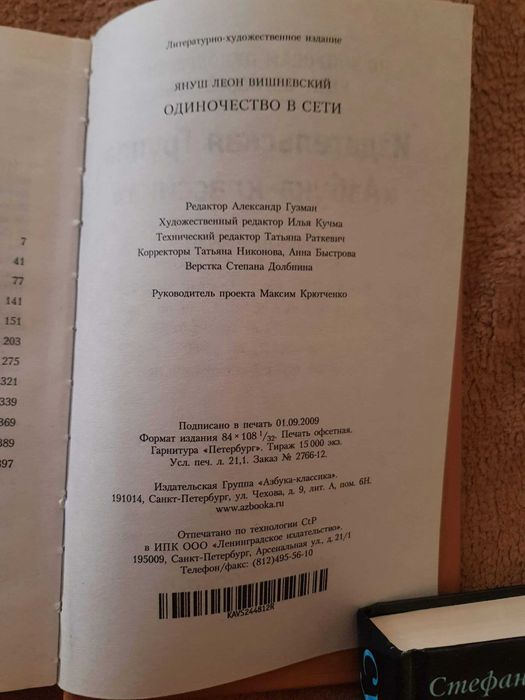 Литературно-художественное издание
ЯНУШ ЛЕОН ВИШНЕВСКИЙ
ОДИНОЧЕСТВО В СЕТИ
Редактор Александр Гузман
Художественный редактор Илья Кучма
Технический редактор Татьяна Раткевич
Корректоры Татьяна Никонова, Анна Быстрова
Верстка Степана Долбнина
Руководитель проекта Максим Крютченко
7
41
77
141
151
203
275
321
339
369
389
397
Подписано в печать 01.09.2009
Формат издания 84 × 108 1/32. Печать офсетная.
Гарнитура «Петербург». Тираж 15 000 экз.
Усл. печ. л. 21,1. Заказ № 2766-12.
Издательская Группа «Азбука-классика».
191014, Санкт-Петербург, ул. Чехова, д. 9, лит. А, пом. 6Н.
www.azbooka.ru
Отпечатано по технологии CtP
в ИПК ООО «Ленинградское издательство».
195009, Санкт-Петербург, Арсенальная ул., д. 21/1
Телефон/факс: (812)495-56-10
KAVS244812R
Стефан